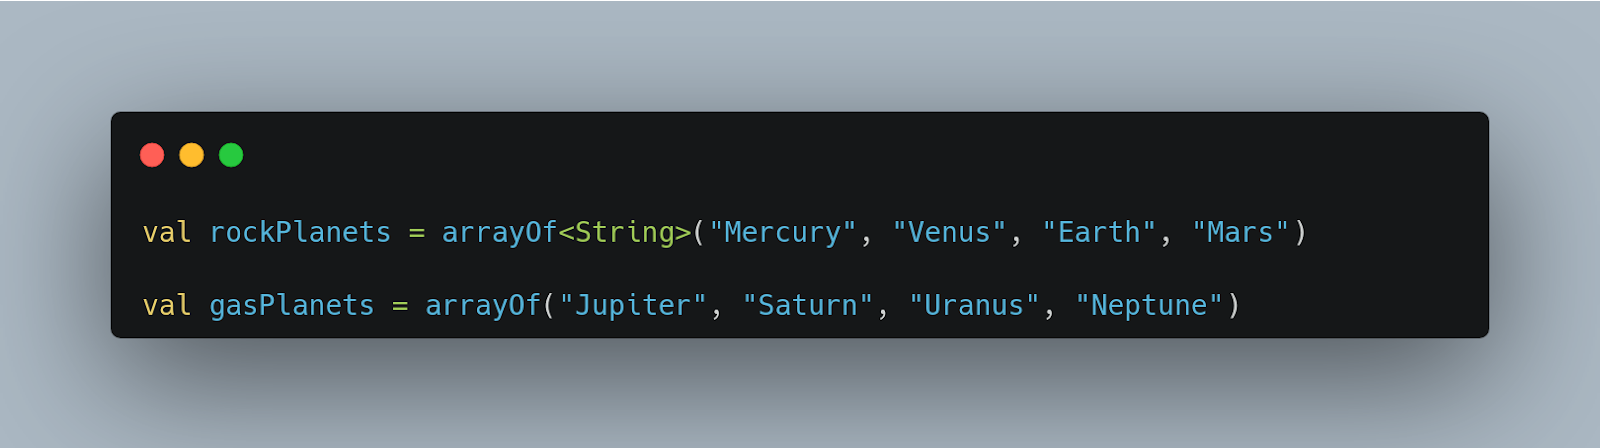 val rockPlanets = arrayOf<String>("Mercury", "Venus", "Earth", "Mars")
val gasPlanets = arrayOf("Jupiter", "Saturn", "Uranus", "Neptune")